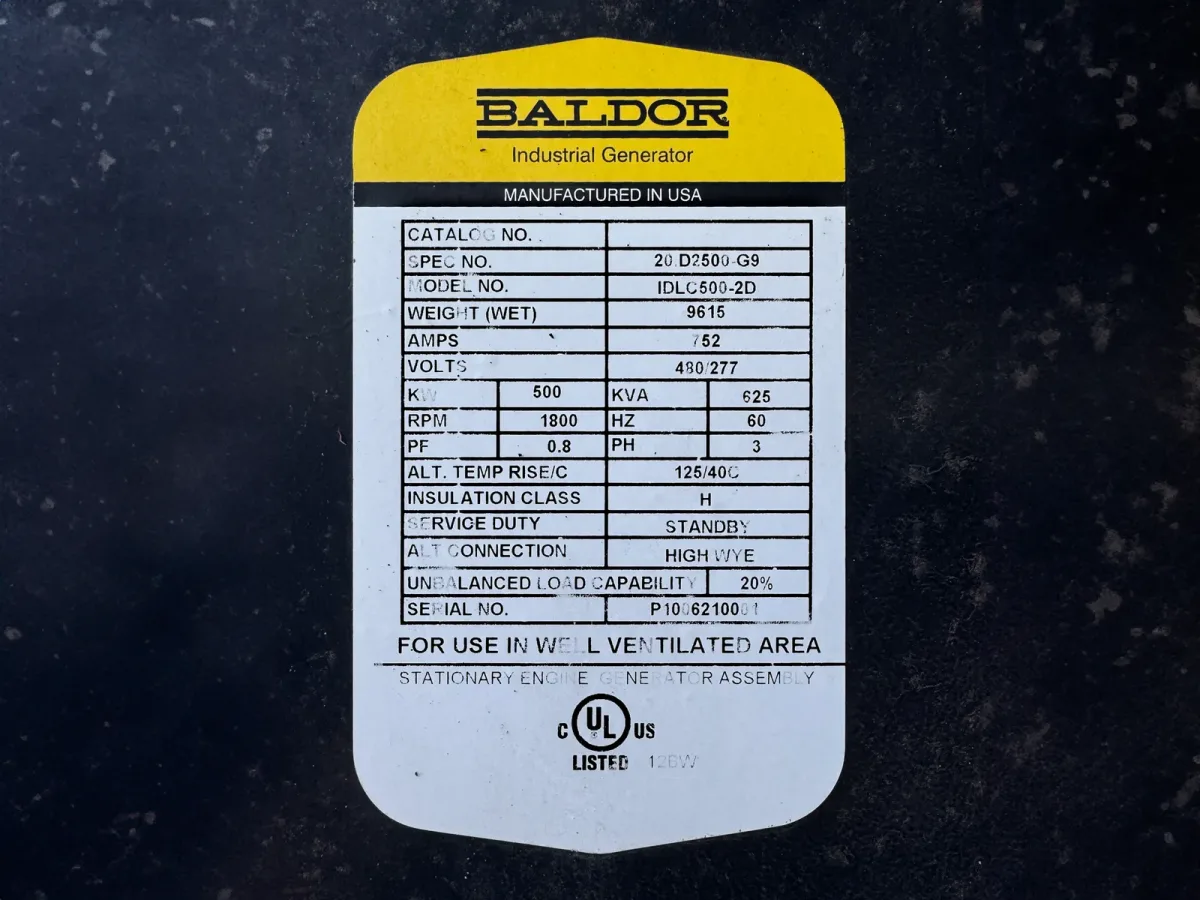 BALDOR
Industrial Generator
MANUFACTURED IN USA
CATALOG NO.
SPEC NO. 20JD2500-G9
MODEL NO. IDLC500-2D
WEIGHT (WET) 9615
AMPS 752
VOLTS 480/277
KW 500 KVA 625
RPM 1800 HZ 60
PF 0.8 PH 3
ALT. TEMP RISE/C 125/40C
INSULATION CLASS H
SERVICE DUTY STANDBY
ALT CONNECTION HIGH WYE
UNBALANCED LOAD CAPABILITY 20%
SERIAL NO. P1006210001
FOR USE IN WELL VENTILATED AREA
STATIONARY ENGINE GENERATOR ASSEMBLY
C UL US
LISTED